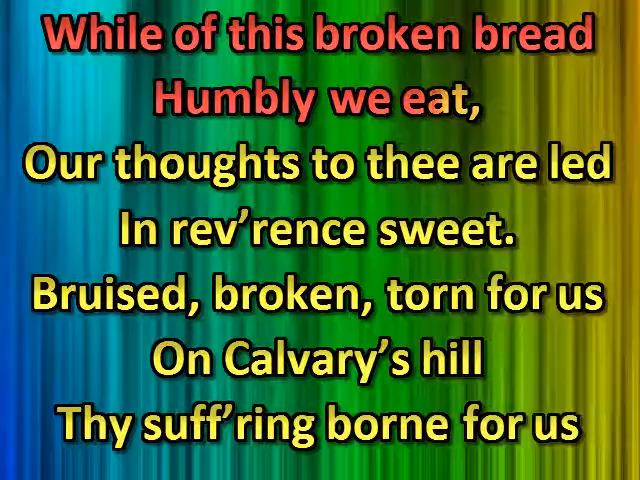 While of this broken bread
Humbly we eat,
Our thoughts to thee are led
In rev’rence sweet.
Bruised, broken, torn for us
On Calvary’s hill
Thy suff’ring borne for us